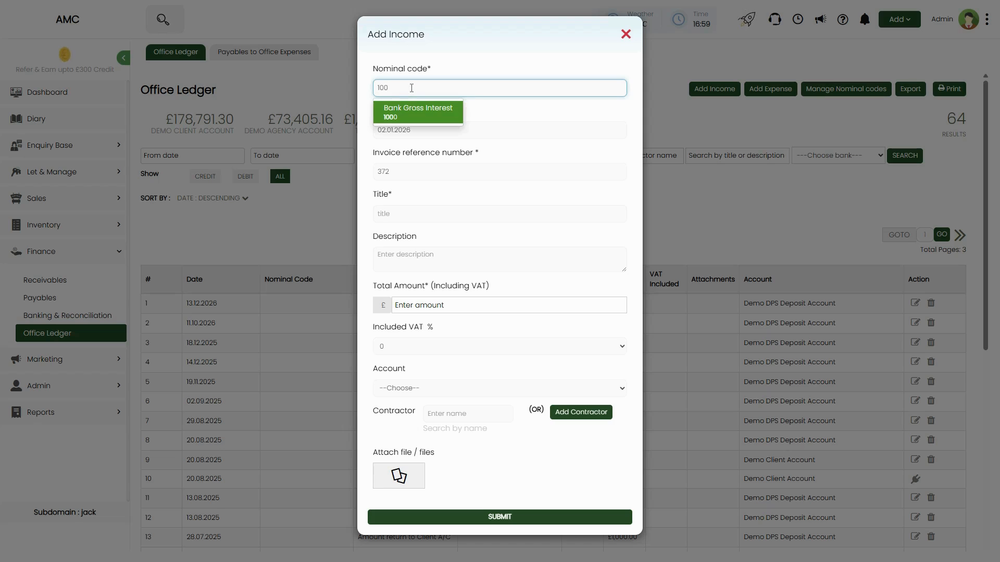 AMC
Weather
C
Time
16:59
Add
Admin
Refer & Earn upto £300 Credit
Dashboard
Diary
Enquiry Base
Let & Manage
Sales
Inventory
Finance
Receivables
Payables
Banking & Reconciliation
Office Ledger
Marketing
Admin
Reports
Subdomain : jack
Office Ledger
Payables to Office Expenses
Office Ledger
Add Income
Add Expense
Manage Nominal codes
Export
Print
£178,791.30
DEMO CLIENT ACCOUNT
£73,405.16
DEMO AGENCY ACCOUNT
64
RESULTS
From date
To date
ctor name
Search by title or description
---Choose bank---
SEARCH
Show
CREDIT
DEBIT
ALL
SORT BY :
DATE : DESCENDING
GOTO
1
GO
Total Pages: 3
# Date Nominal Code VAT Included Attachments Account Action
1 13.12.2026 Demo DPS Deposit Account
2 11.10.2026 Demo DPS Deposit Account
3 18.12.2025 Demo DPS Deposit Account
4 14.12.2025 Demo DPS Deposit Account
5 19.11.2025 Demo DPS Deposit Account
6 02.09.2025 Demo DPS Deposit Account
7 29.08.2025 Demo DPS Deposit Account
8 20.08.2025 Demo DPS Deposit Account
9 20.08.2025 Demo Client Account
10 20.08.2025 Demo Client Account
11 13.08.2025 Demo DPS Deposit Account
12 13.08.2025 Demo DPS Deposit Account
13 28.07.2025 Amount return to Client A/C £1,000.00 Demo DPS Deposit Account
Add Income
Nominal code*
100
Bank Gross Interest
1000
02.01.2026
Invoice reference number *
372
Title*
title
Description
Enter description
Total Amount* (Including VAT)
£ Enter amount
Included VAT %
0
Account
--Choose--
Contractor
Enter name
(OR)
Add Contractor
Search by name
Attach file / files
SUBMIT